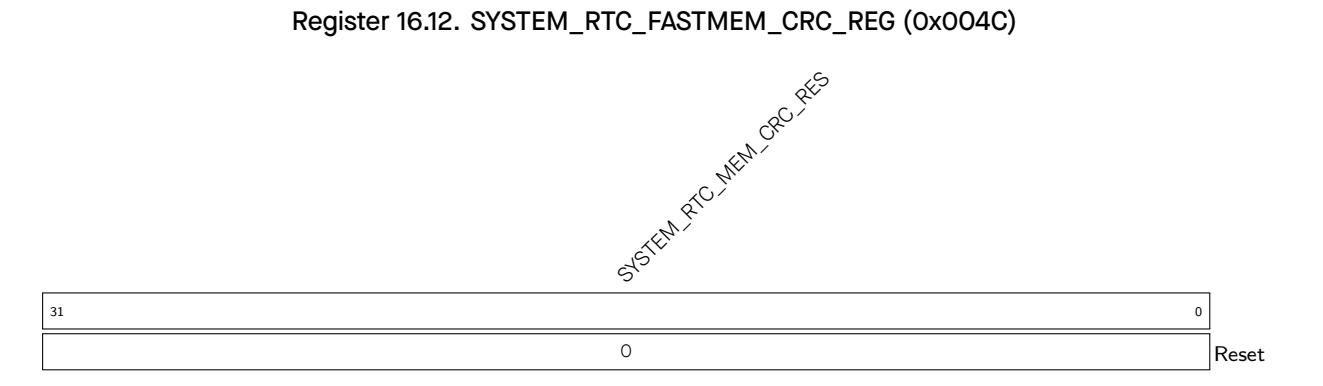 Register 16.12. SYSTEM_RTC_FASTMEM_CRC_REG (0x004C)
SYSTEM_RTC_MEM_CRC_RES
31 0
0 Reset